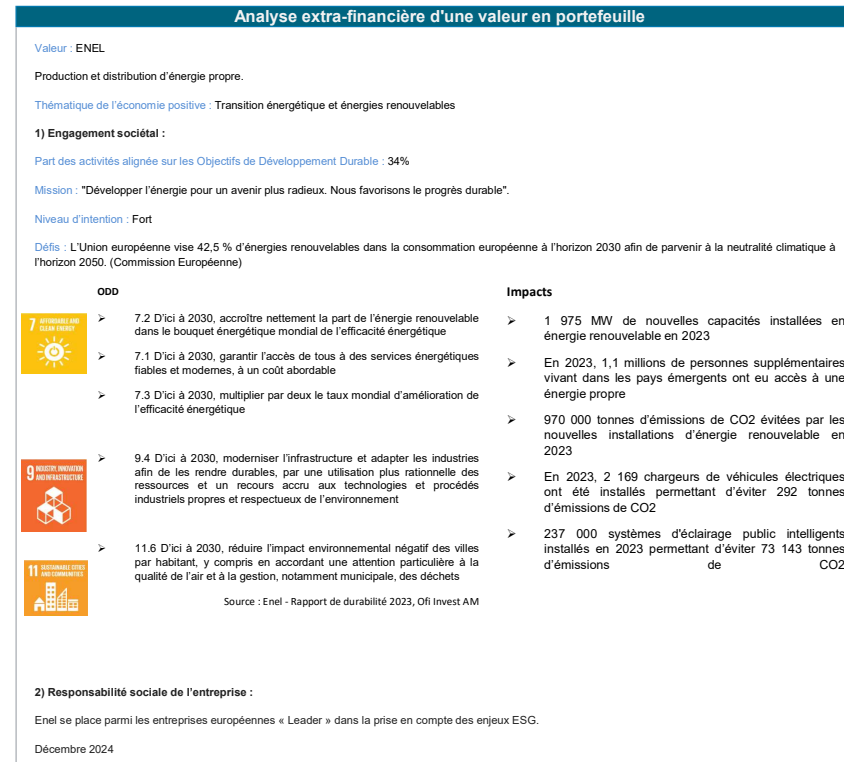 Analyse extra-financière d'une valeur en portefeuille
Valeur : ENEL
Production et distribution d'énergie propre.
Thématique de l'économie positive : Transition énergétique et énergies renouvelables
1) Engagement sociétal :
Part des activités alignée sur les Objectifs de Développement Durable : 34%
Mission : "Développer l'énergie pour un avenir plus radieux. Nous favorisons le progrès durable".
Niveau d'intention : Fort
Défis : L'Union européenne vise 42,5 % d'énergies renouvelables dans la consommation européenne à l'horizon 2030 afin de parvenir à la neutralité climatique à
l'horizon 2050. (Commission Européenne)
ODD
7 AFFORDABLE AND
CLEAN ENERGY
➢ 7.2 D'ici à 2030, accroître nettement la part de l'énergie renouvelable
dans le bouquet énergétique mondial de l'efficacité énergétique
➢ 7.1 D'ici à 2030, garantir l'accès de tous à des services énergétiques
fiables et modernes, à un coût abordable
➢ 7.3 D'ici à 2030, multiplier par deux le taux mondial d'amélioration de
l'efficacité énergétique
9 INDUSTRY, INNOVATION
AND INFRASTRUCTURE
➢ 9.4 D'ici à 2030, moderniser l'infrastructure et adapter les industries
afin de les rendre durables, par une utilisation plus rationnelle des
ressources et un recours accru aux technologies et procédés
industriels propres et respectueux de l'environnement
11 SUSTAINABLE CITIES
AND COMMUNITIES
➢ 11.6 D'ici à 2030, réduire l'impact environnemental négatif des villes
par habitant, y compris en accordant une attention particulière à la
qualité de l'air et à la gestion, notamment municipale, des déchets
Source : Enel - Rapport de durabilité 2023, Ofi Invest AM
Impacts
➢ 1 975 MW de nouvelles capacités installées en
énergie renouvelable en 2023
➢ En 2023, 1,1 millions de personnes supplémentaires
vivant dans les pays émergents ont eu accès à une
énergie propre
➢ 970 000 tonnes d'émissions de CO2 évitées par les
nouvelles installations d'énergie renouvelable en
2023
➢ En 2023, 2 169 chargeurs de véhicules électriques
ont été installés permettant d'éviter 292 tonnes
d'émissions de CO2
➢ 237 000 systèmes d'éclairage public intelligents
installés en 2023 permettant d'éviter 73 143 tonnes
d'émissions de CO2
2) Responsabilité sociale de l'entreprise :
Enel se place parmi les entreprises européennes « Leader » dans la prise en compte des enjeux ESG.
Décembre 2024